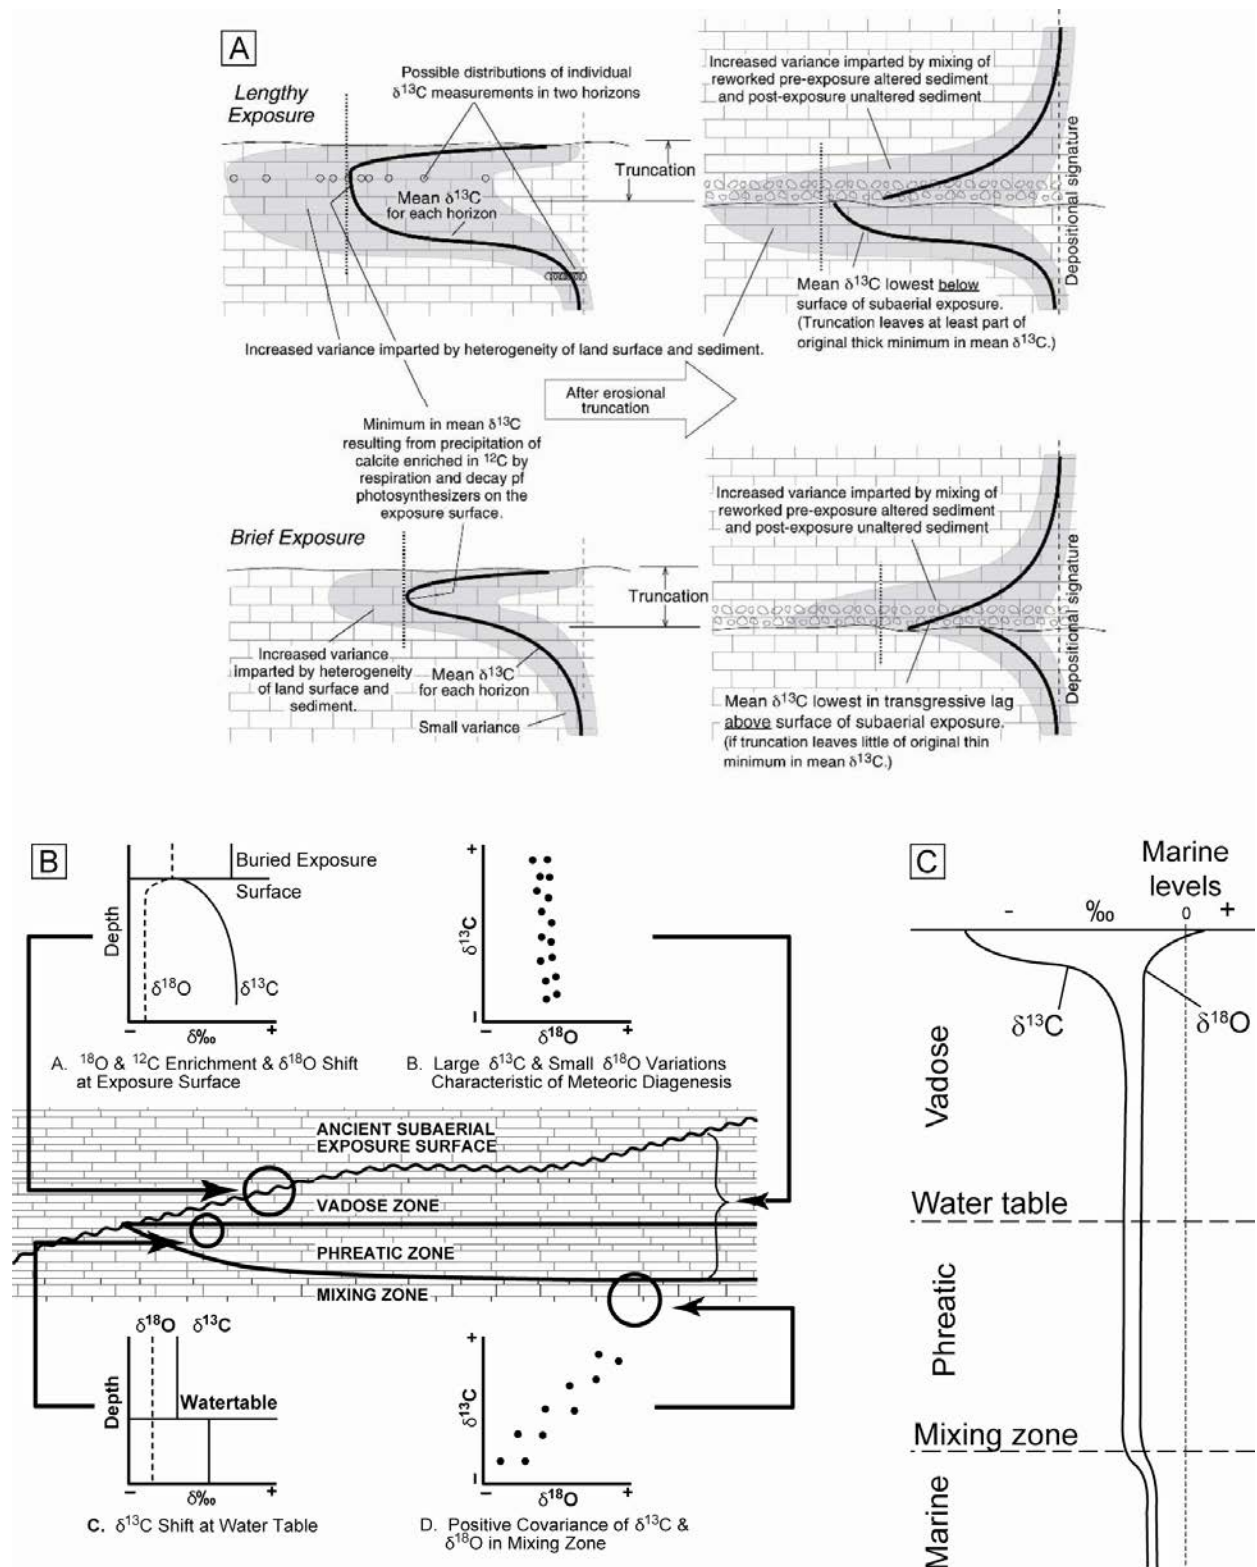 A
Lengthy
Exposure
Possible distributions of individual
δ13C measurements in two horizons
Mean δ13C
for each horizon
Truncation
Increased variance imparted by mixing of
reworked pre-exposure altered sediment
and post-exposure unaltered sediment
Depositional signature
Mean δ13C lowest below
surface of subaerial exposure.
(Truncation leaves at least part of
original thick minimum in mean δ13C.)
Increased variance imparted by heterogeneity of land surface and sediment.
After erosional
truncation
Minimum in mean δ13C
resulting from precipitation of
calcite enriched in 12C by
respiration and decay pf
photosynthesizers on the
exposure surface.
Brief Exposure
Increased variance
imparted by heterogeneity
of land surface and
sediment.
Mean δ13C
for each horizon
Small variance
Truncation
Increased variance imparted by mixing of
reworked pre-exposure altered sediment
and post-exposure unaltered sediment
Depositional signature
Mean δ13C lowest in transgressive lag
above surface of subaerial exposure.
(if truncation leaves little of original thin
minimum in mean δ13C.)
B
Buried Exposure
Surface
Depth
δ18O
δ13C
− δ‰ +
A. 18O & 12C Enrichment & δ18O Shift
at Exposure Surface
+
δ13C
−
− δ18O +
B. Large δ13C & Small δ18O Variations
Characteristic of Meteoric Diagenesis
ANCIENT SUBAERIAL
EXPOSURE SURFACE
VADOSE ZONE
PHREATIC ZONE
MIXING ZONE
δ18O δ13C
Depth
Watertable
− δ‰ +
C. δ13C Shift at Water Table
+
δ13C
−
− δ18O +
D. Positive Covariance of δ13C &
δ18O in Mixing Zone
C
Marine
levels
- ‰ 0 +
δ13C
δ18O
Vadose
Water table
Phreatic
Mixing zone
Marine